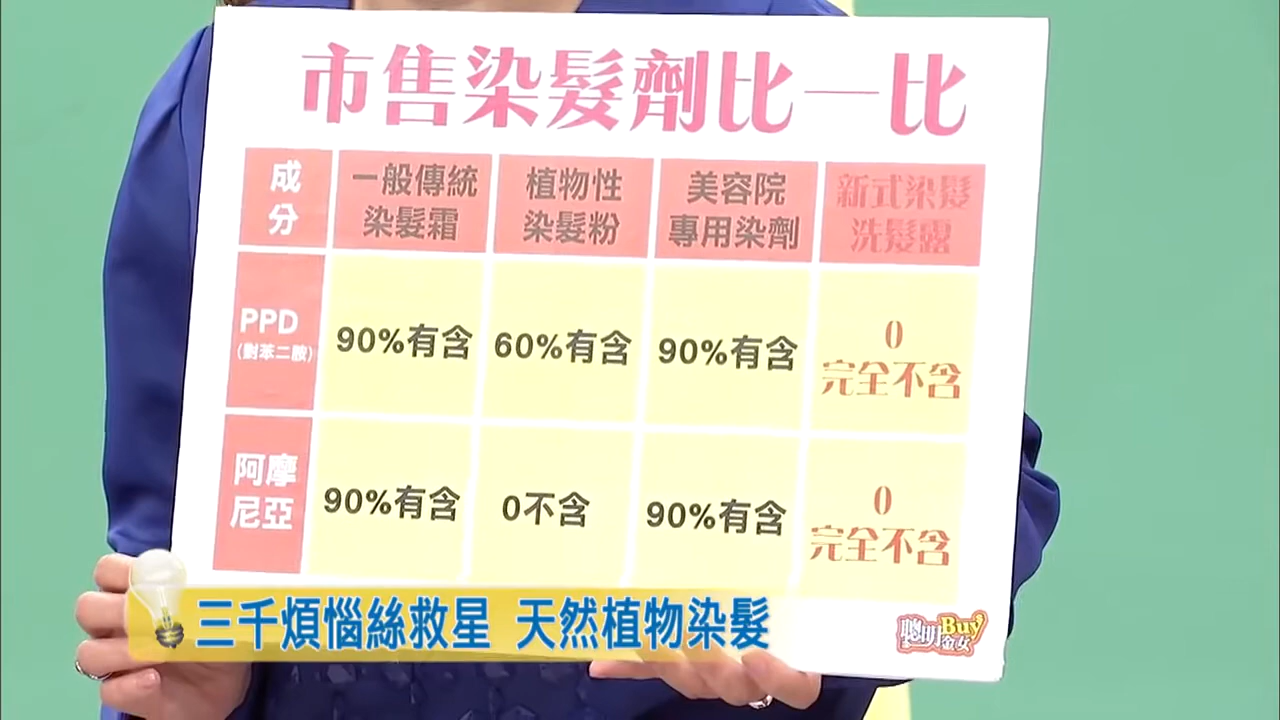 市售染髮劑比一比
成分
一般傳統染髮霜
植物性染髮粉
美容院專用染劑
新式染髮洗髮露
PPD
(對苯二胺)
90%有含
60%有含
90%有含
0
完全不含
阿摩尼亞
90%有含
0不含
90%有含
0
完全不含
三千煩惱絲救星 天然植物染髮
聰明Buy金女